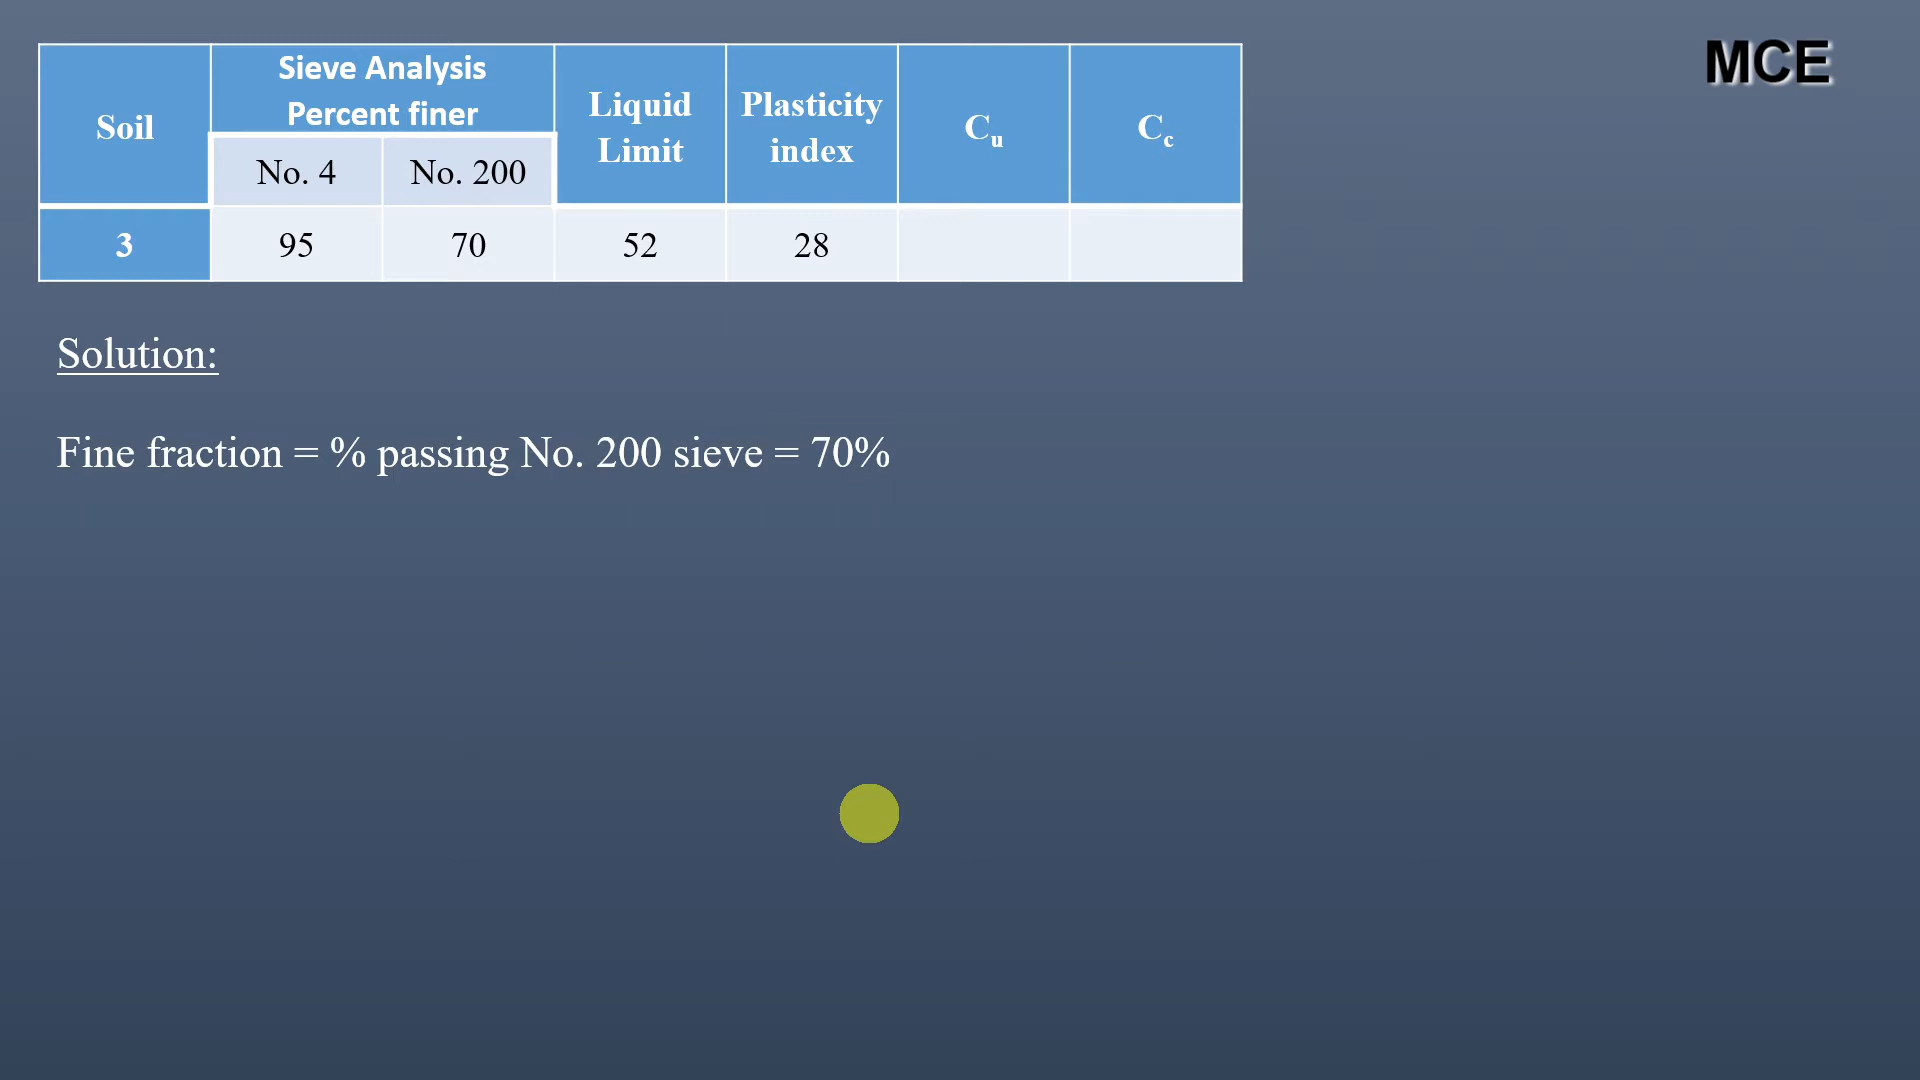 MCE
Soil
Sieve Analysis
Percent finer
Liquid
Limit
Plasticity
index
Cu
Cc
No. 4
No. 200
3
95
70
52
28
Solution:
Fine fraction = % passing No. 200 sieve = 70%